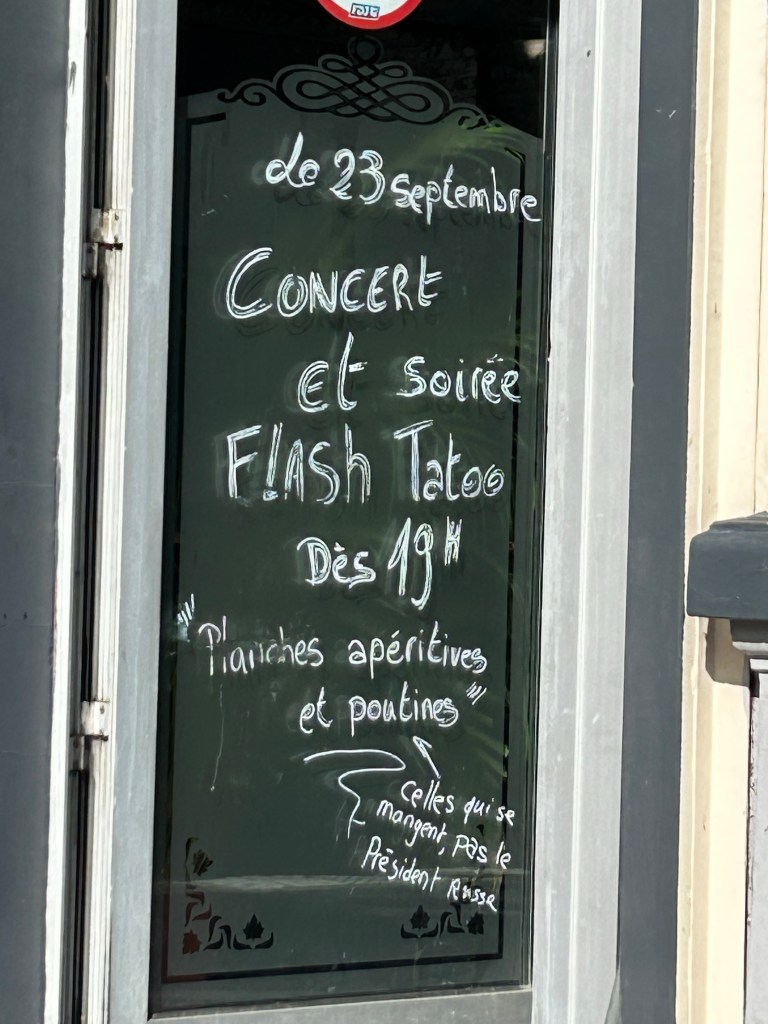 Le 23 septembre
CONCERT
et soirée
F!ASh Tatoo
Dès 19H
"Planches apéritives
et poutines"
Celles qui se
mangent, pas le
Président Russe